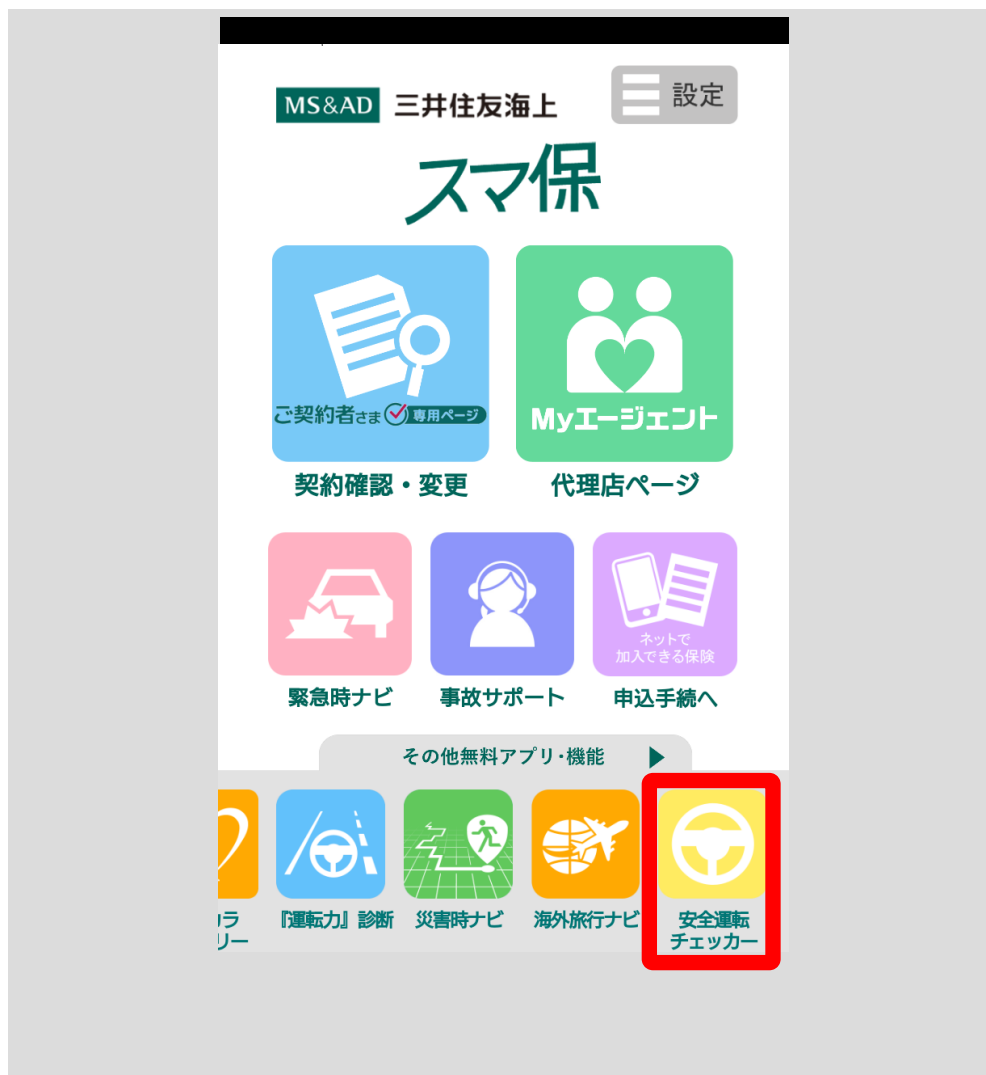 MS&AD 三井住友海上
設定
スマ保
ご契約者さま 専用ページ
Myエージェント
契約確認・変更
代理店ページ
ネットで
加入できる保険
緊急時ナビ
事故サポート
申込手続へ
その他無料アプリ・機能
ラ
リー
『運転力』診断
災害時ナビ
海外旅行ナビ
安全運転
チェッカー